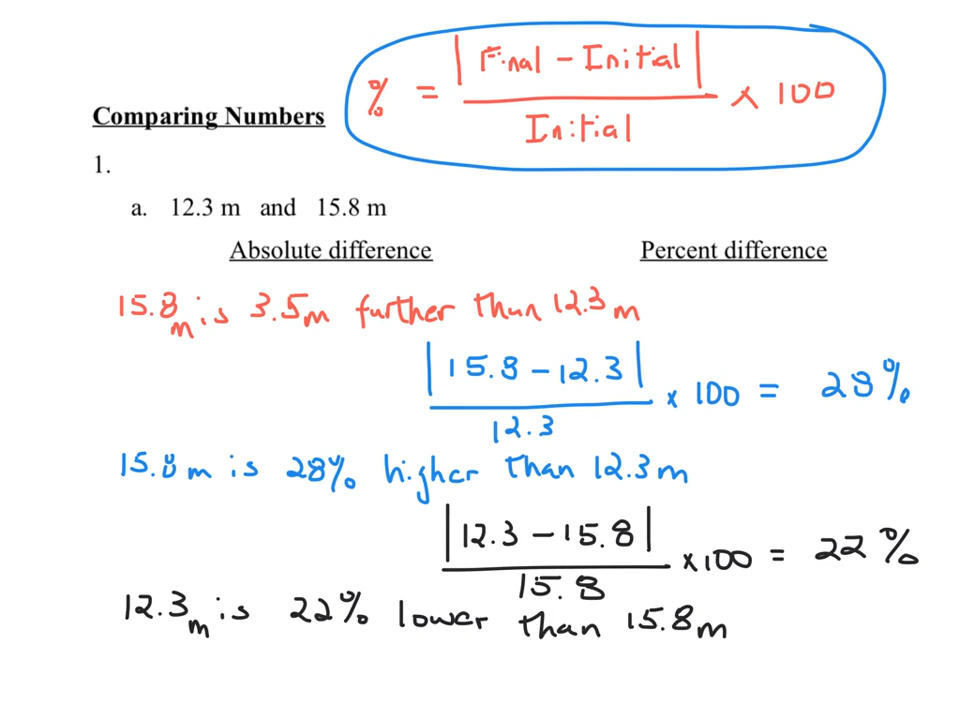 % = |Final - Initial| / Initial × 100
Comparing Numbers
1.
a. 12.3 m and 15.8 m
Absolute difference Percent difference
15.8 m is 3.5 m further than 12.3 m
|15.8 - 12.3| / 12.3 × 100 = 28%
15.8 m is 28% higher than 12.3 m
|12.3 - 15.8| / 15.8 × 100 = 22%
12.3 m is 22% lower than 15.8 m